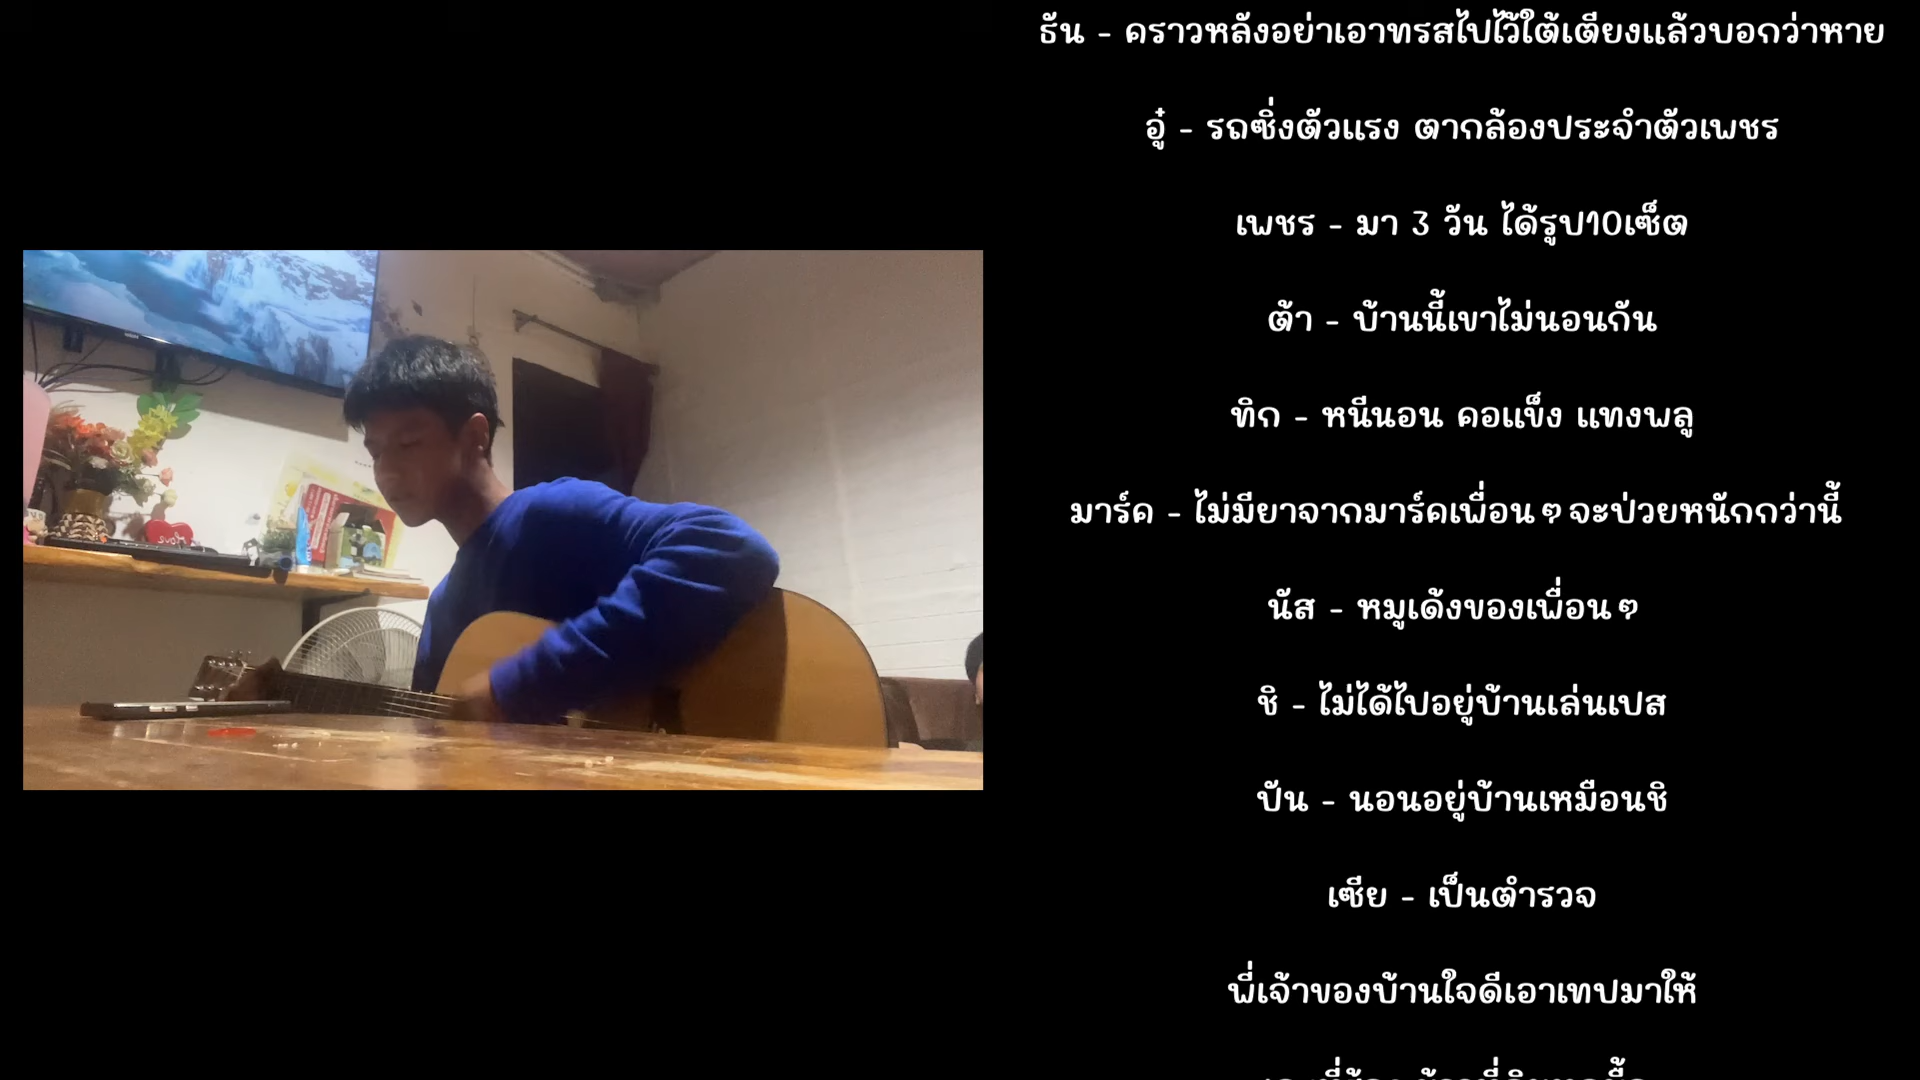 ธัน - คราวหลังอย่าเอาทรสไปไว้ใต้เตียงแล้วบอกว่าหาย
อู๋ - รถซิ่งตัวแรง ตากล้องประจำตัวเพชร
เพชร - มา 3 วัน ได้รูป10เซ็ต
ต้า - บ้านนี้เขาไม่นอนกัน
ทิก - หนีนอน คอแข็ง แทงพลู
มาร์ค - ไม่มียาจากมาร์คเพื่อนๆจะป่วยหนักกว่านี้
นัส - หมูเด้งของเพื่อนๆ
ชิ - ไม่ได้ไปอยู่บ้านเล่นเปส
ปัน - นอนอยู่บ้านเหมือนชิ
เซีย - เป็นตำรวจ
พี่เจ้าของบ้านใจดีเอาเทปมาให้